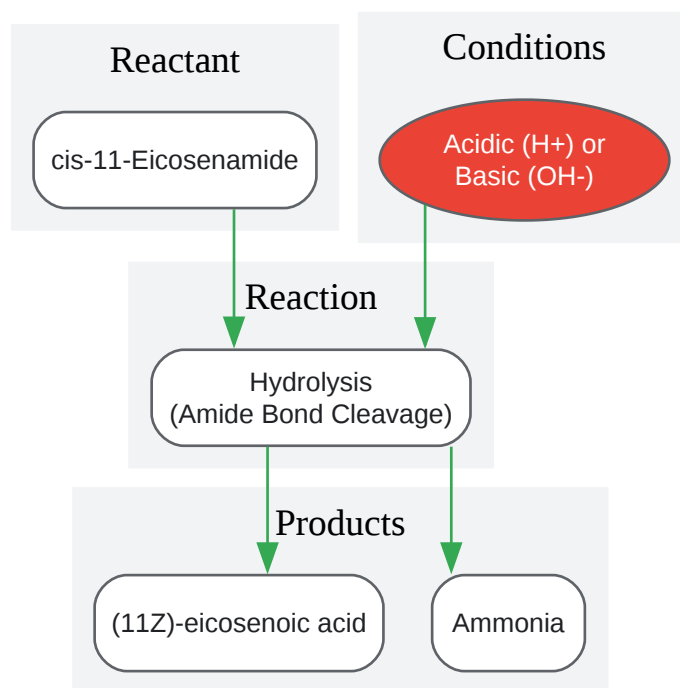 Reactant
Conditions
cis-11-Eicosenamide
Acidic (H+) or
Basic (OH-)
Reaction
Hydrolysis
(Amide Bond Cleavage)
Products
(11Z)-eicosenoic acid
Ammonia